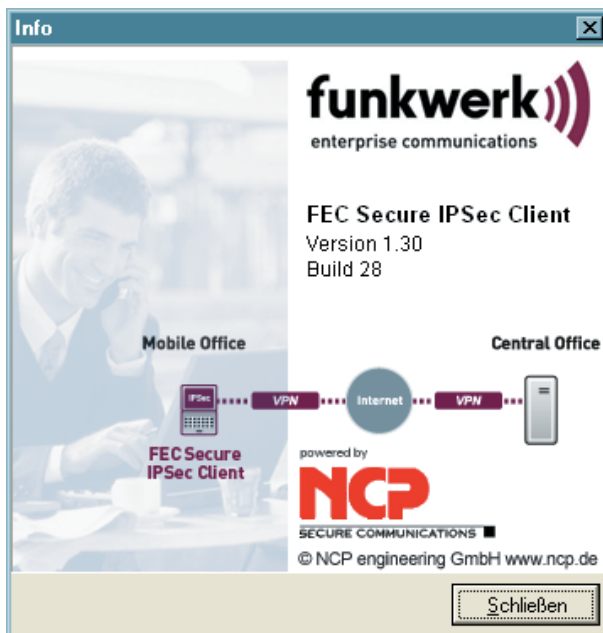 Info
funkwerk
enterprise communications
FEC Secure IPSec Client
Version 1.30
Build 28
Mobile Office
Central Office
IPSec
VPN
Internet
VPN
FEC Secure
IPSec Client
powered by
NCP
SECURE COMMUNICATIONS
© NCP engineering GmbH www.ncp.de
Schließen